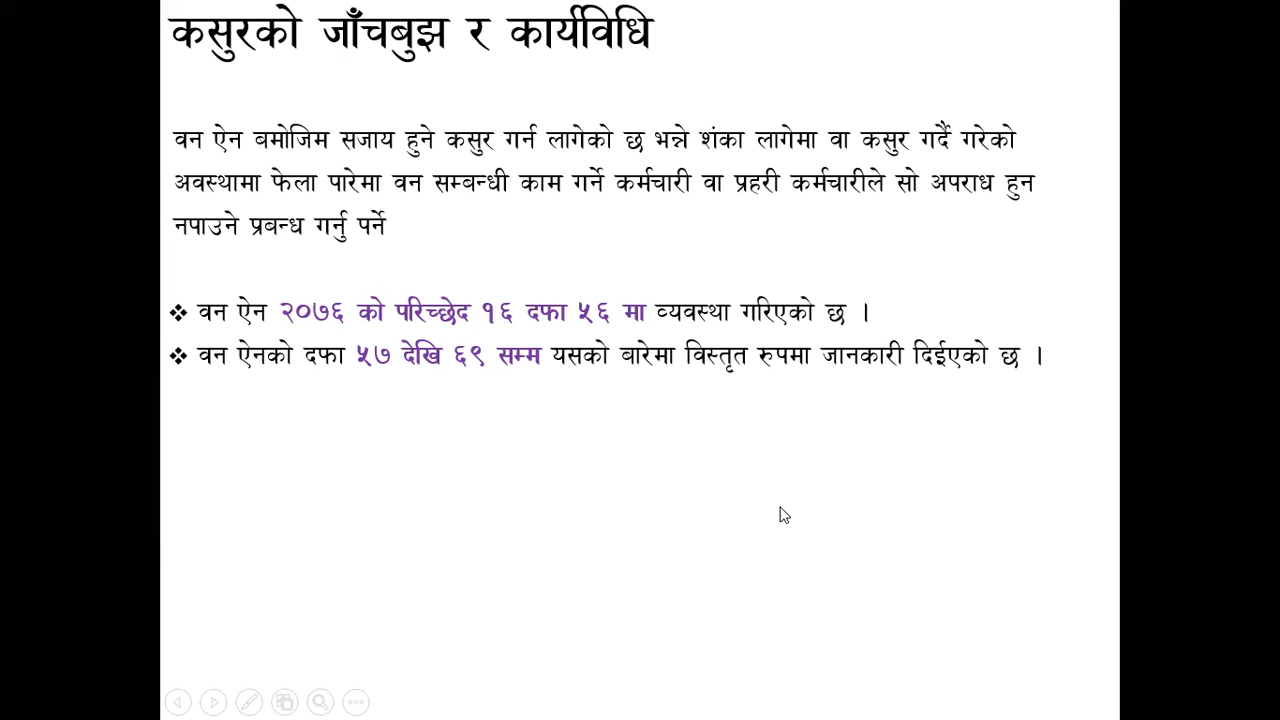 कसुरको जाँचबुझ र कार्यविधि
वन ऐन बमोजिम सजाय हुने कसुर गर्न लागेको छ भन्ने शंका लागेमा वा कसुर गर्दै गरेको
अवस्थामा फेला पारेमा वन सम्बन्धी काम गर्ने कर्मचारी वा प्रहरी कर्मचारीले सो अपराध हुन
नपाउने प्रबन्ध गर्नु पर्ने
❖ वन ऐन २०७६ को परिच्छेद १६ दफा ५६ मा व्यवस्था गरिएको छ ।
❖ वन ऐनको दफा ५७ देखि ६९ सम्म यसको बारेमा विस्तृत रुपमा जानकारी दिईएको छ ।